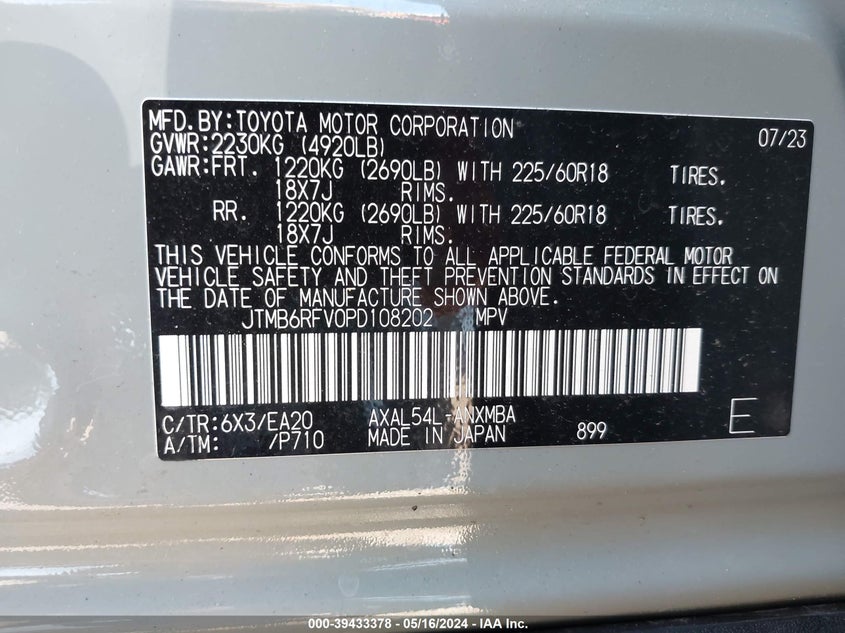 MFD.BY:TOYOTA MOTOR CORPORATION 07/23
GVWR:2230KG (4920LB)
GAWR:FRT. 1220KG (2690LB) WITH 225/60R18 TIRES.
18X7J RIMS.
RR. 1220KG (2690LB) WITH 225/60R18 TIRES.
18X7J RIMS.
THIS VEHICLE CONFORMS TO ALL APPLICABLE FEDERAL MOTOR
VEHICLE SAFETY AND THEFT PREVENTION STANDARDS IN EFFECT ON
THE DATE OF MANUFACTURE SHOWN ABOVE.
JTMB6RFV0PD108202 MPV
C/TR:6X3/EA20 AXAL54L-ANXMBA
A/TM: /P710 MADE IN JAPAN 899 E
000-39433378 - 05/16/2024 - IAA Inc.